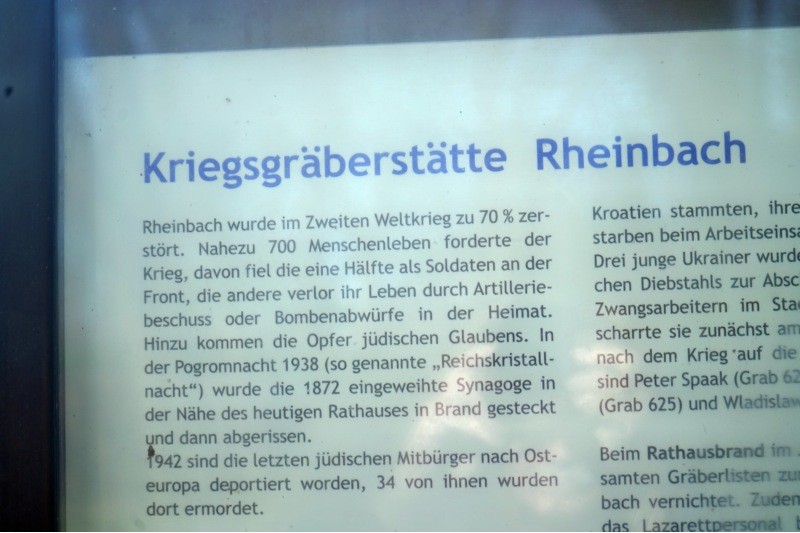 Kriegsgräberstätte Rheinbach
Rheinbach wurde im Zweiten Weltkrieg zu 70 % zer-
stört. Nahezu 700 Menschenleben forderte der
Krieg, davon fiel die eine Hälfte als Soldaten an der
Front, die andere verlor ihr Leben durch Artillerie-
beschuss oder Bombenabwürfe in der Heimat.
Hinzu kommen die Opfer jüdischen Glaubens. In
der Pogromnacht 1938 (so genannte „Reichskristall-
nacht“) wurde die 1872 eingeweihte Synagoge in
der Nähe des heutigen Rathauses in Brand gesteckt
und dann abgerissen.
1942 sind die letzten jüdischen Mitbürger nach Ost-
europa deportiert worden, 34 von ihnen wurden
dort ermordet.
Kroatien stammten, ihre
starben beim Arbeitseinsa
Drei junge Ukrainer wurde
chen Diebstahls zur Absc
Zwangsarbeitern im Sta
scharrte sie zunächst am
nach dem Krieg auf die
sind Peter Spaak (Grab 62
(Grab 625) und Wladislaw
Beim Rathausbrand im
samten Gräberlisten zu
bach vernichtet. Zudem
das Lazarettpersonal